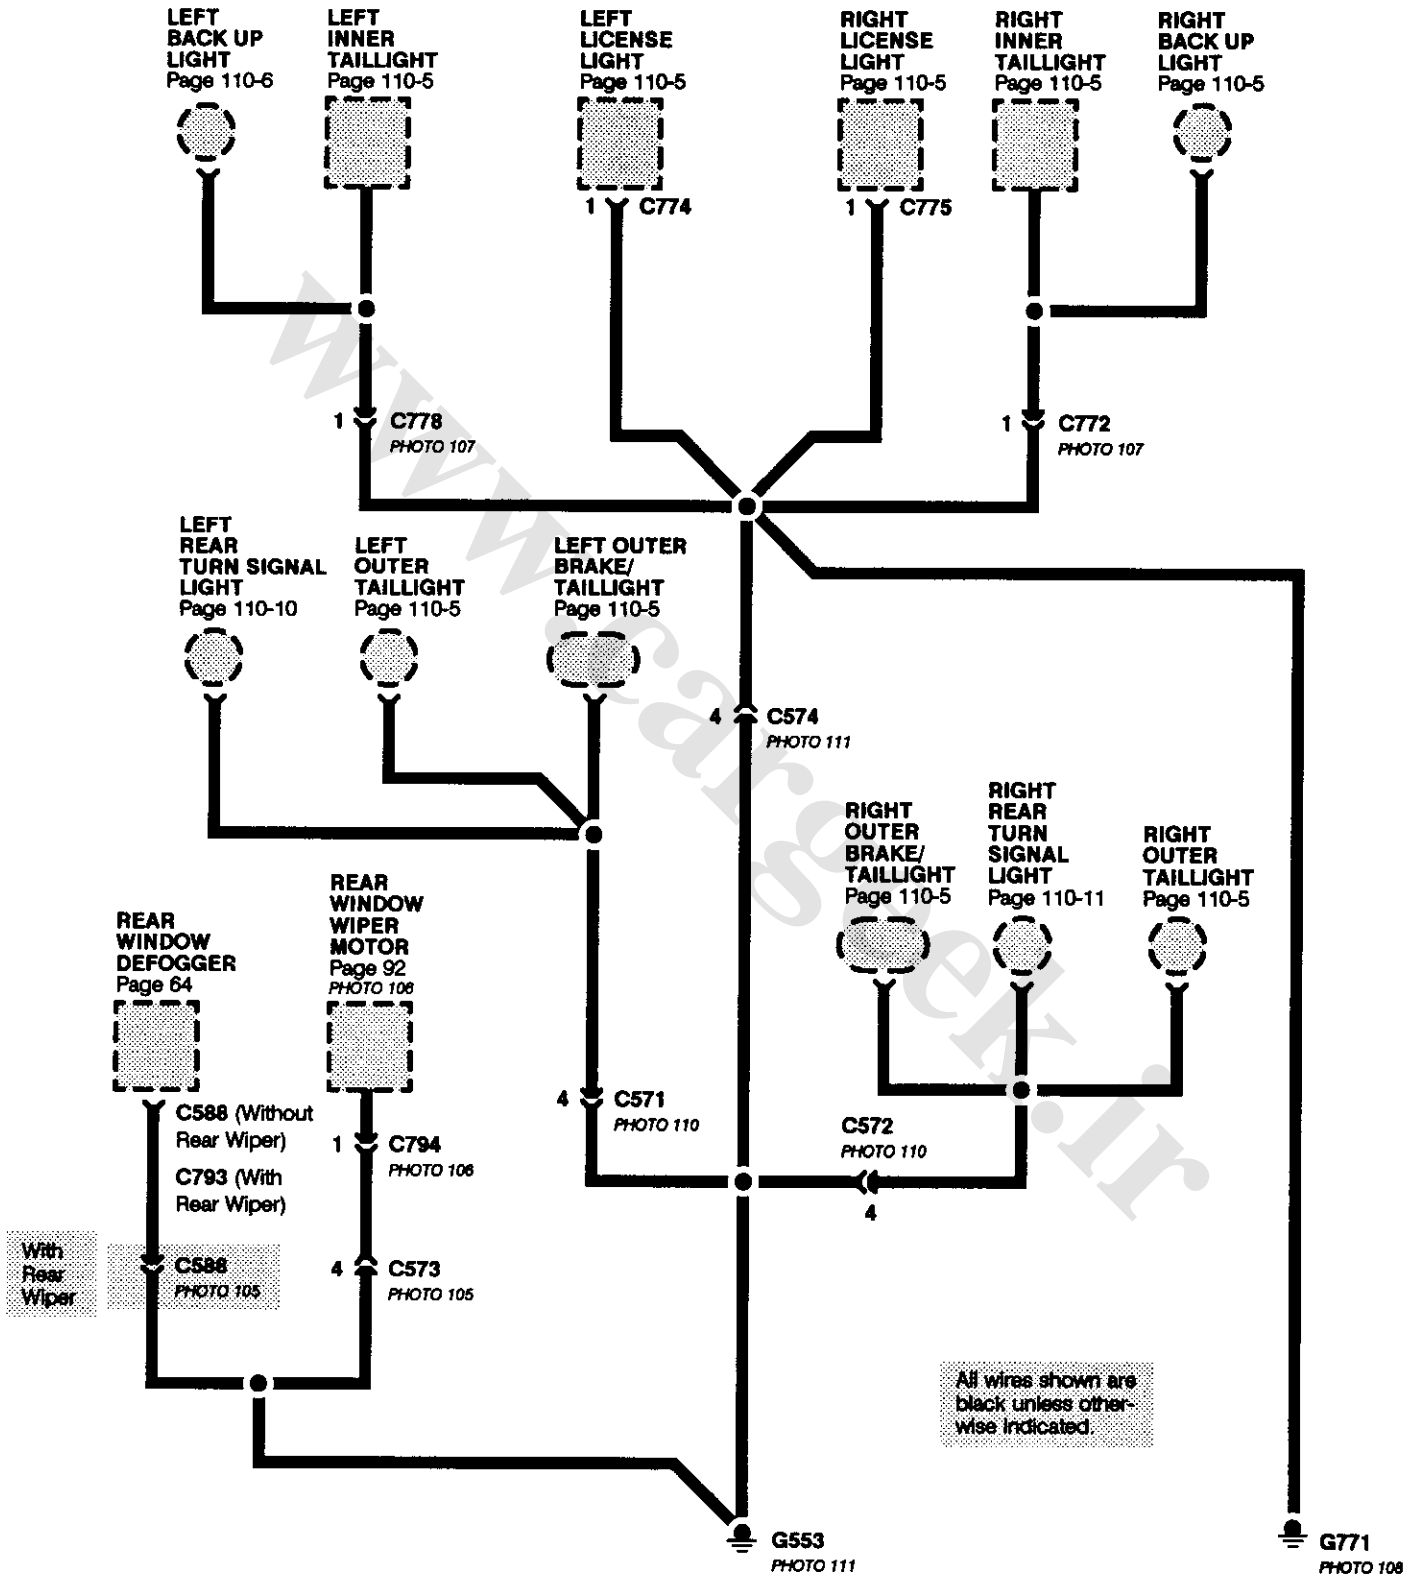 LEFT
BACK UP
LIGHT
Page 110-6
LEFT
INNER
TAILLIGHT
Page 110-5
LEFT
LICENSE
LIGHT
Page 110-5
RIGHT
LICENSE
LIGHT
Page 110-5
RIGHT
INNER
TAILLIGHT
Page 110-5
RIGHT
BACK UP
LIGHT
Page 110-5
1 C774
1 C775
1 C778
PHOTO 107
1 C772
PHOTO 107
LEFT
REAR
TURN SIGNAL
LIGHT
Page 110-10
LEFT
OUTER
TAILLIGHT
Page 110-5
LEFT OUTER
BRAKE/
TAILLIGHT
Page 110-5
4 C574
PHOTO 111
RIGHT
OUTER
BRAKE/
TAILLIGHT
Page 110-5
RIGHT
REAR
TURN
SIGNAL
LIGHT
Page 110-11
RIGHT
OUTER
TAILLIGHT
Page 110-5
REAR
WINDOW
DEFOGGER
Page 64
REAR
WINDOW
WIPER
MOTOR
Page 92
PHOTO 106
C588 (Without
Rear Wiper)
C793 (With
Rear Wiper)
1 C794
PHOTO 106
4 C571
PHOTO 110
C572
PHOTO 110
4
With
Rear
Wiper
C588
PHOTO 105
4 C573
PHOTO 105
All wires shown are
black unless other-
wise indicated.
G553
PHOTO 111
G771
PHOTO 108
www.cargeek.ir